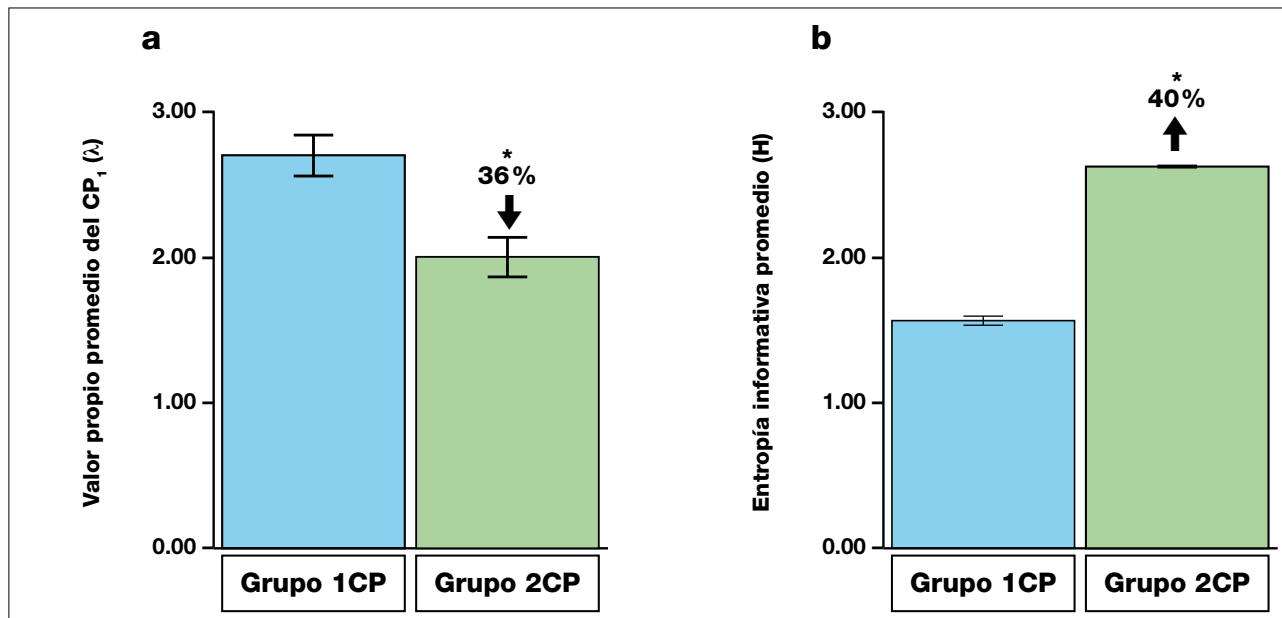 a
Valor propio promedio del CP₁ (λ)
3.00
2.00
1.00
0.00
*
36%
Grupo 1CP
Grupo 2CP
b
Entropía informativa promedio (H)
3.00
2.00
1.00
0.00
*
40%
Grupo 1CP
Grupo 2CP